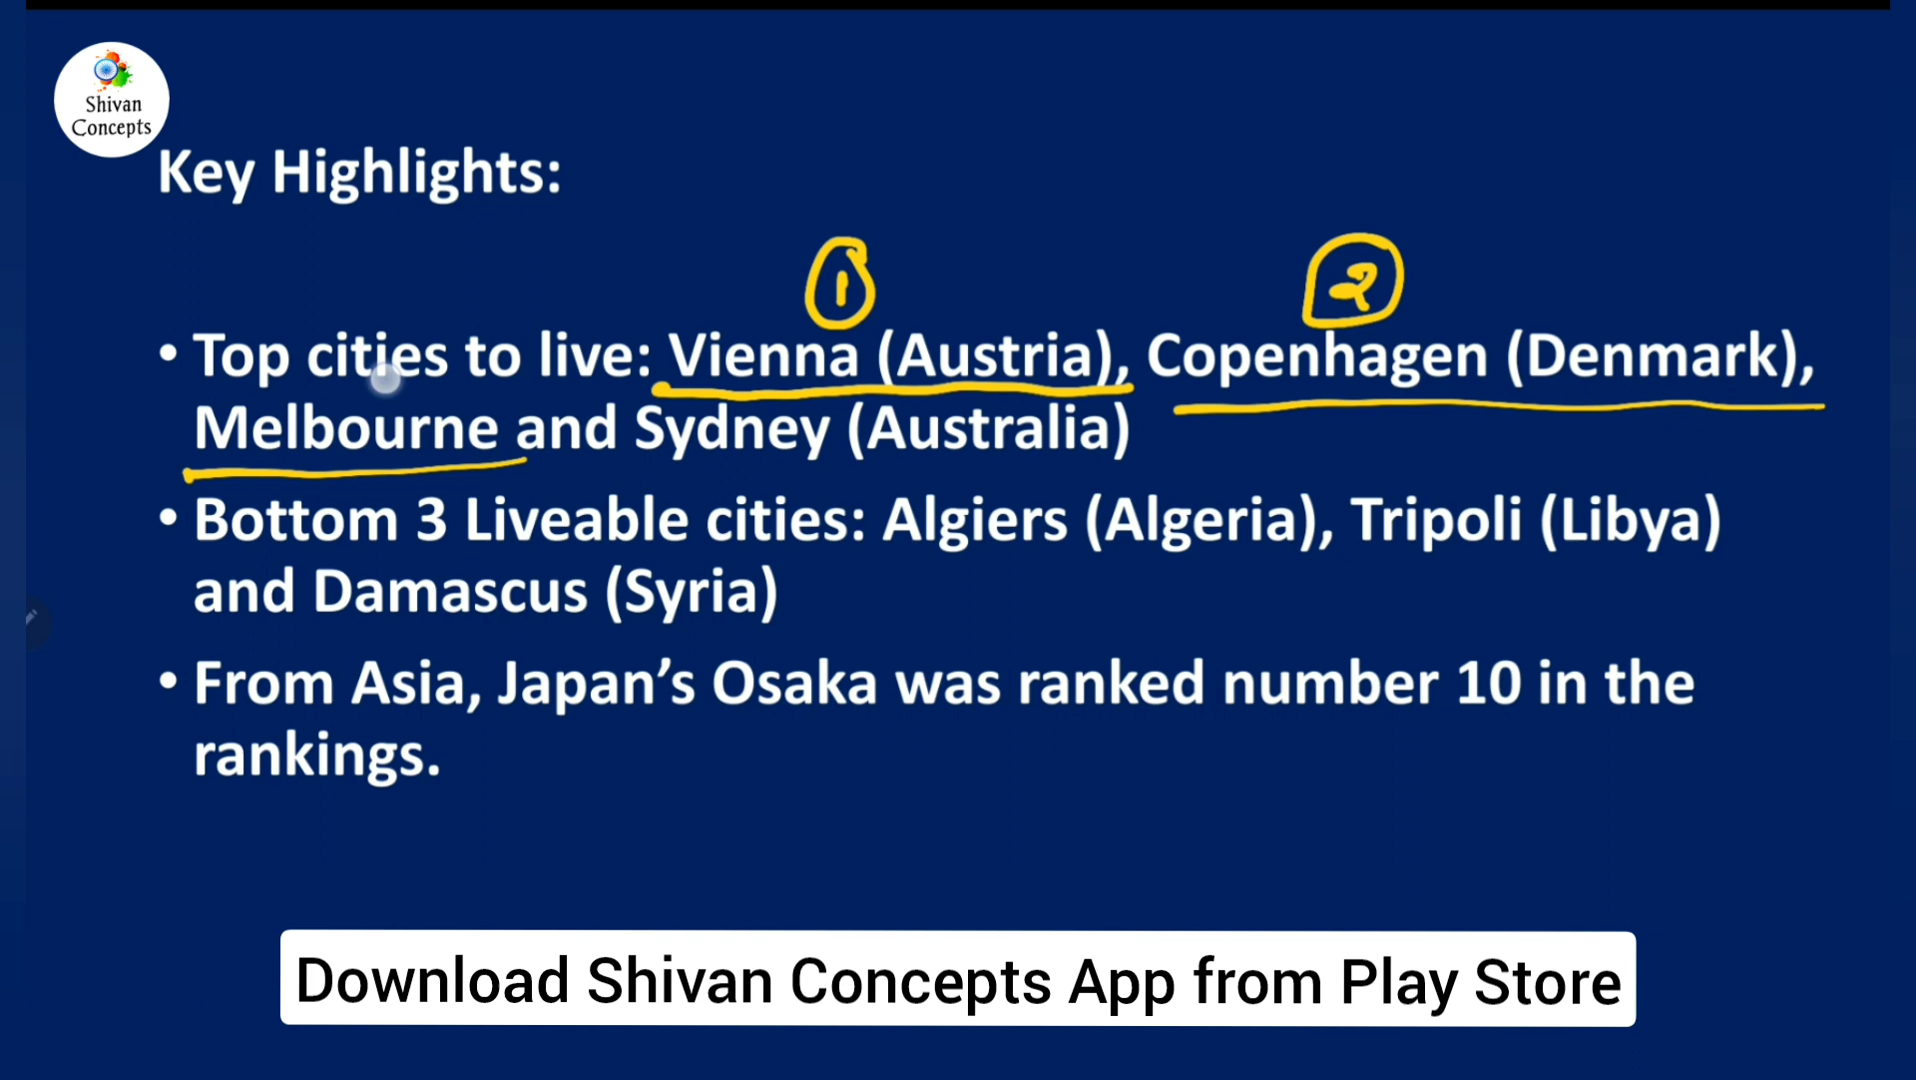 Shivan
Concepts
Key Highlights:
1 2
• Top cities to live: Vienna (Austria), Copenhagen (Denmark),
Melbourne and Sydney (Australia)
• Bottom 3 Liveable cities: Algiers (Algeria), Tripoli (Libya)
and Damascus (Syria)
• From Asia, Japan’s Osaka was ranked number 10 in the
rankings.
Download Shivan Concepts App from Play Store